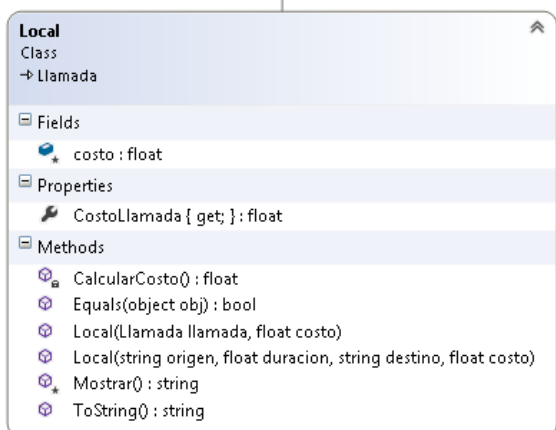 Local
Class
→ Llamada
Fields
costo : float
Properties
CostoLlamada { get; } : float
Methods
CalcularCosto() : float
Equals(object obj) : bool
Local(Llamada llamada, float costo)
Local(string origen, float duracion, string destino, float costo)
Mostrar() : string
ToString() : string